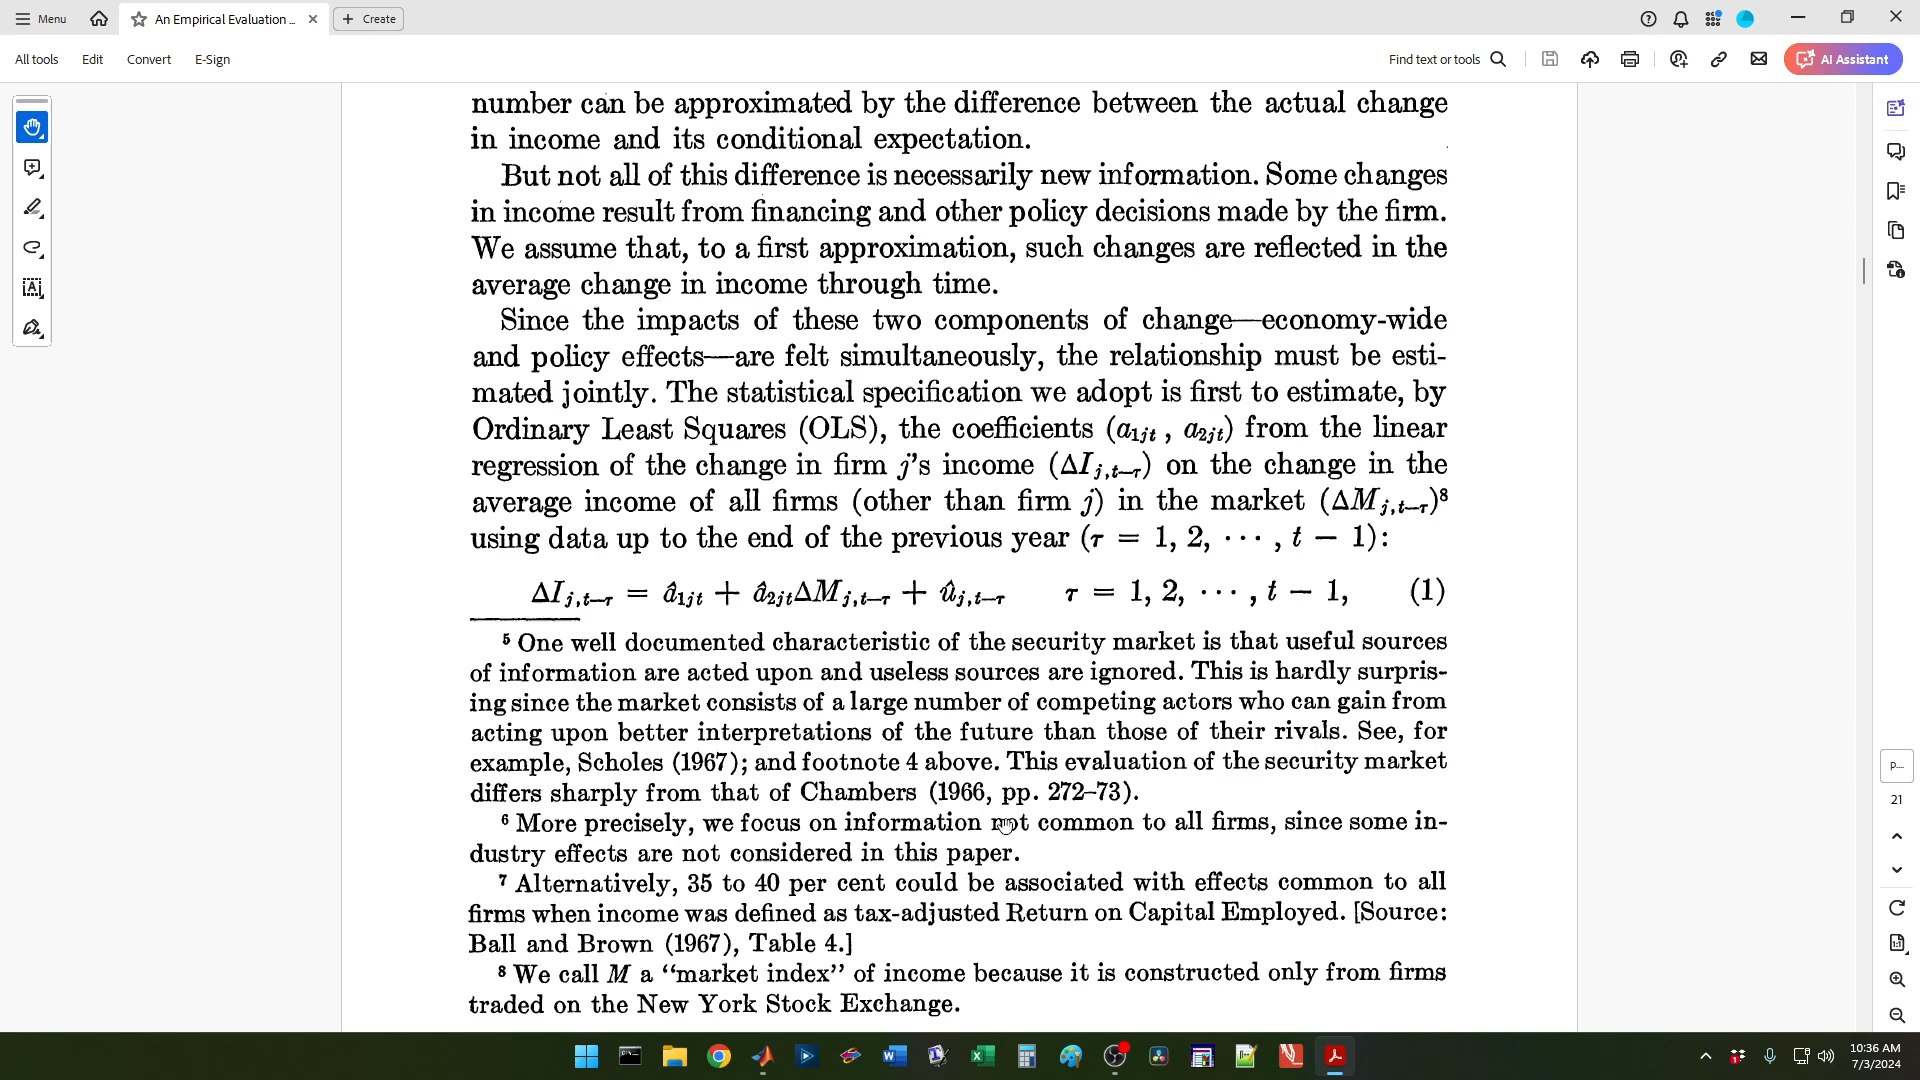 Menu
An Empirical Evaluation ...
Create
All tools
Edit
Convert
E-Sign
Find text or tools
AI Assistant
number can be approximated by the difference between the actual change
in income and its conditional expectation.
But not all of this difference is necessarily new information. Some changes
in income result from financing and other policy decisions made by the firm.
We assume that, to a first approximation, such changes are reflected in the
average change in income through time.
Since the impacts of these two components of change—economy-wide
and policy effects—are felt simultaneously, the relationship must be esti-
mated jointly. The statistical specification we adopt is first to estimate, by
Ordinary Least Squares (OLS), the coefficients (a₁ⱼₜ , a₂ⱼₜ) from the linear
regression of the change in firm j's income (ΔI_{j,t−τ}) on the change in the
average income of all firms (other than firm j) in the market (ΔM_{j,t−τ})⁸
using data up to the end of the previous year (τ = 1, 2, ··· , t − 1):
ΔI_{j,t−τ} = â₁ⱼₜ + â₂ⱼₜΔM_{j,t−τ} + û_{j,t−τ} τ = 1, 2, ··· , t − 1, (1)
⁵ One well documented characteristic of the security market is that useful sources
of information are acted upon and useless sources are ignored. This is hardly surpris-
ing since the market consists of a large number of competing actors who can gain from
acting upon better interpretations of the future than those of their rivals. See, for
example, Scholes (1967); and footnote 4 above. This evaluation of the security market
differs sharply from that of Chambers (1966, pp. 272–73).
⁶ More precisely, we focus on information not common to all firms, since some in-
dustry effects are not considered in this paper.
⁷ Alternatively, 35 to 40 per cent could be associated with effects common to all
firms when income was defined as tax-adjusted Return on Capital Employed. [Source:
Ball and Brown (1967), Table 4.]
⁸ We call M a “market index” of income because it is constructed only from firms
traded on the New York Stock Exchange.
P...
21
10:36 AM
7/3/2024